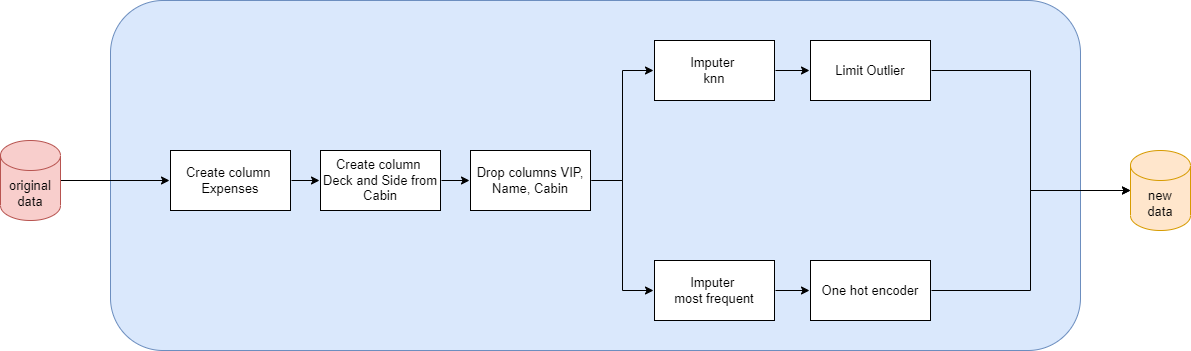 original
data
Create column
Expenses
Create column
Deck and Side from
Cabin
Drop columns VIP,
Name, Cabin
Imputer
knn
Limit Outlier
Imputer
most frequent
One hot encoder
new
data